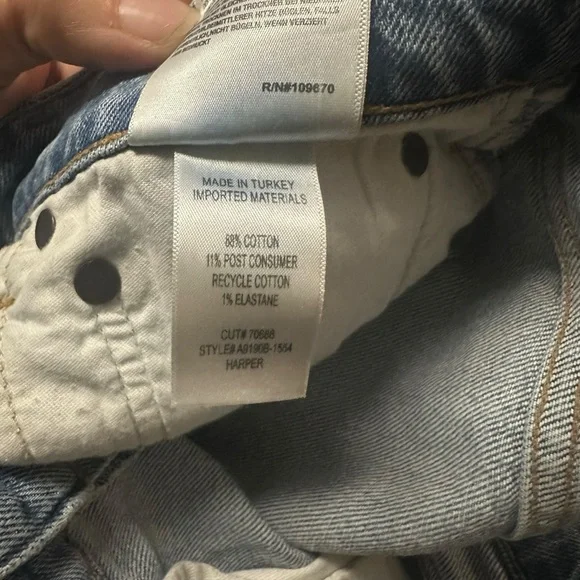 TROCKNER BEI NIEDRIGER
HITZE BÜGELN, FALLS
NICHT BÜGELN, WENN VERZIERT
R/N#109670
MADE IN TURKEY
IMPORTED MATERIALS
88% COTTON
11% POST CONSUMER
RECYCLE COTTON
1% ELASTANE
CUT# 70688
STYLE# A9190B-1554
HARPER